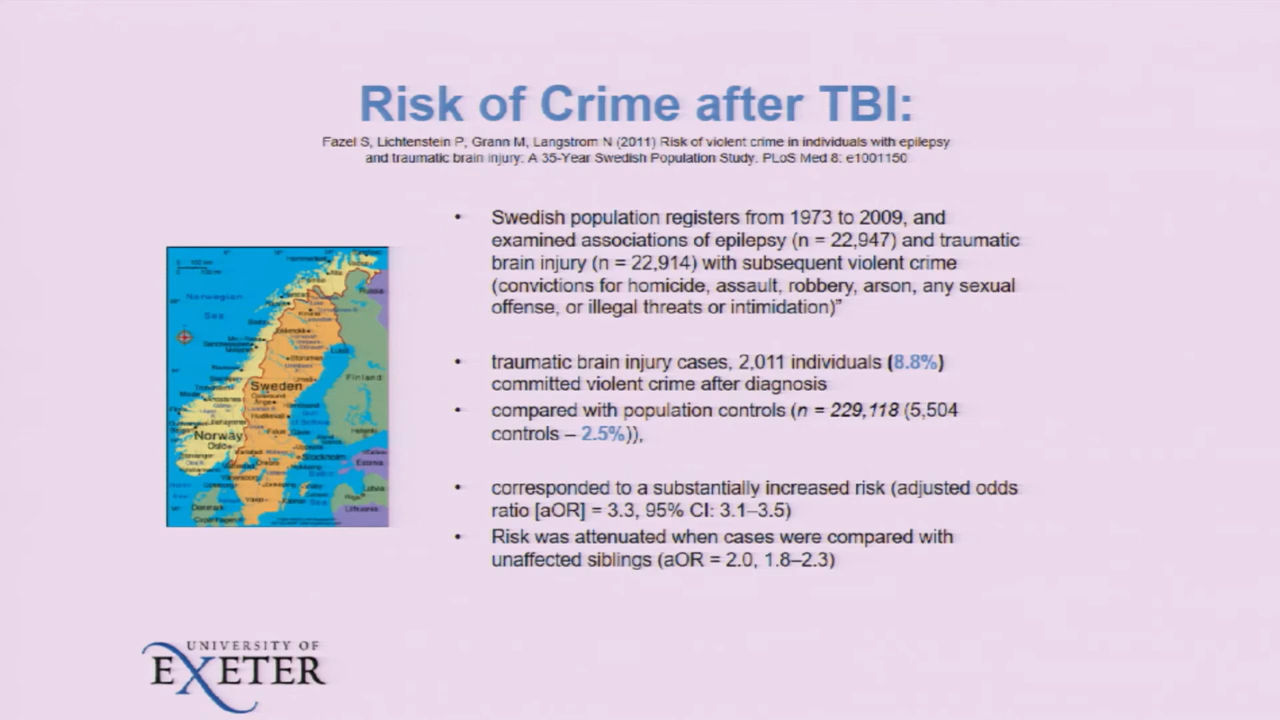 Risk of Crime after TBI:
Fazel S, Lichtenstein P, Grann M, Langstrom N (2011) Risk of violent crime in individuals with epilepsy
and traumatic brain injury: A 35-Year Swedish Population Study. PLoS Med 8: e1001150
• Swedish population registers from 1973 to 2009, and
examined associations of epilepsy (n = 22,947) and traumatic
brain injury (n = 22,914) with subsequent violent crime
(convictions for homicide, assault, robbery, arson, any sexual
offense, or illegal threats or intimidation)”
• traumatic brain injury cases, 2,011 individuals (8.8%)
committed violent crime after diagnosis
• compared with population controls (n = 229,118 (5,504
controls – 2.5%)),
• corresponded to a substantially increased risk (adjusted odds
ratio [aOR] = 3.3, 95% CI: 3.1–3.5)
• Risk was attenuated when cases were compared with
unaffected siblings (aOR = 2.0, 1.8–2.3)
Norwegian
Sea
Russia
Finland
Sweden
Norway
Oslo
Stockholm
Estonia
Latvia
Denmark
Lithuania
UNIVERSITY OF
EXETER